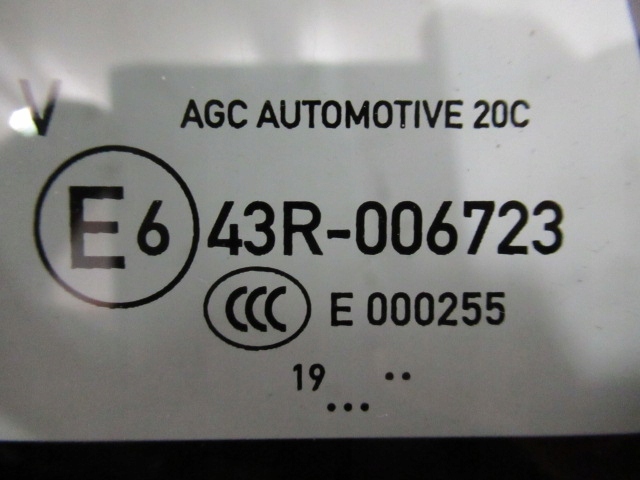 V
AGC AUTOMOTIVE 20C
E6 43R-006723
CCC E 000255
19 ..
...